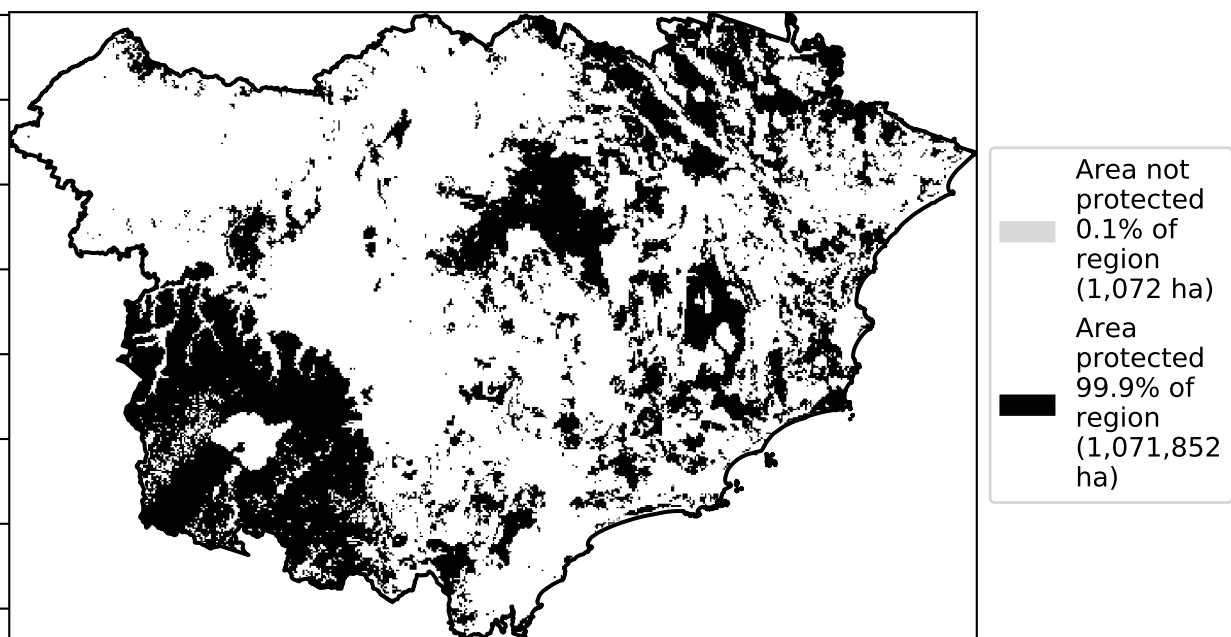 Area not
protected
0.1% of
region
(1,072 ha)
Area
protected
99.9% of
region
(1,071,852
ha)